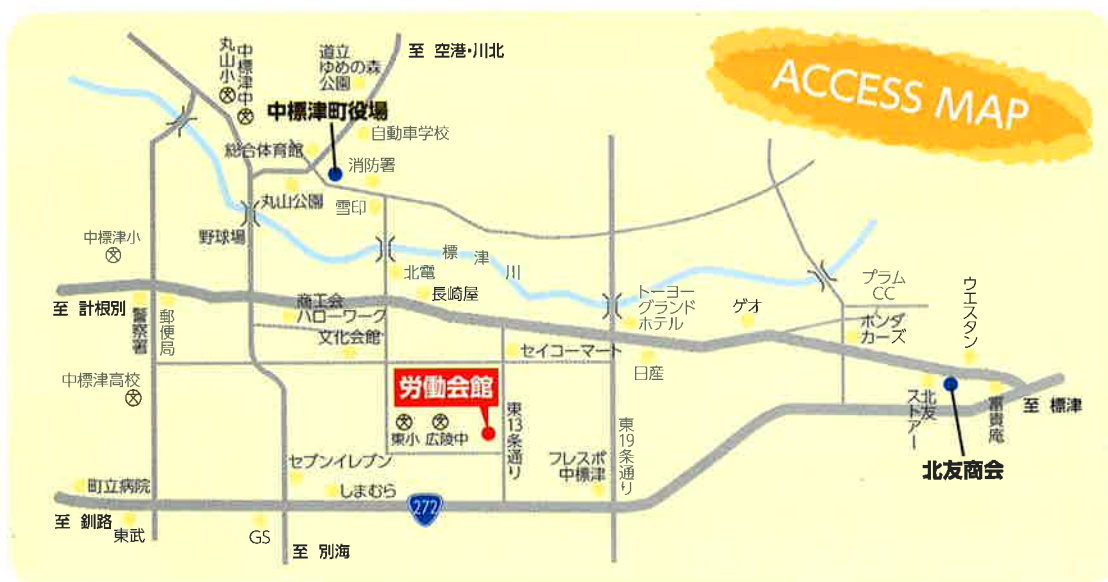 ACCESS MAP
至 空港・川北
道立
ゆめの森
公園
中標津中
丸山小
中標津町役場
自動車学校
総合体育館
消防署
丸山公園
雪印
野球場
中標津小
標津川
北電
長崎屋
至 計根別
商工会
ハローワーク
文化会館
警察署
郵便局
トーヨー
グランド
ホテル
ゲオ
プラム
CC
ホンダ
カーズ
ウエスタン
セイコーマート
日産
中標津高校
労働会館
東小
広陵中
東13条通り
東19条通り
北友
ストアー
富貴庵
至 標津
北友商会
セブンイレブン
フレスポ
中標津
町立病院
しまむら
272
至 釧路
東武
GS
至 別海